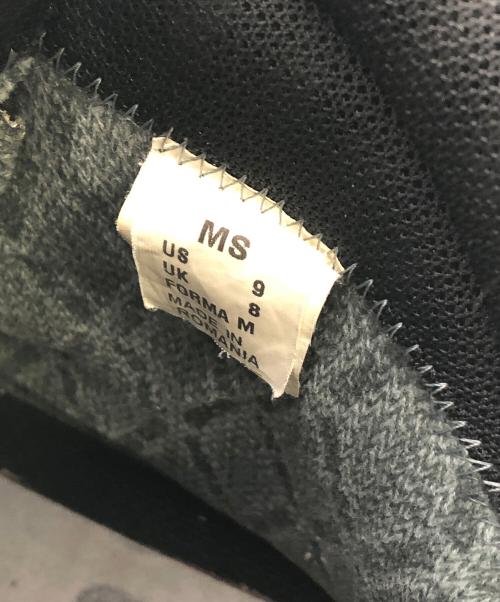 MS
US 9
UK 8
FORMA M
MADE IN
ROMANIA